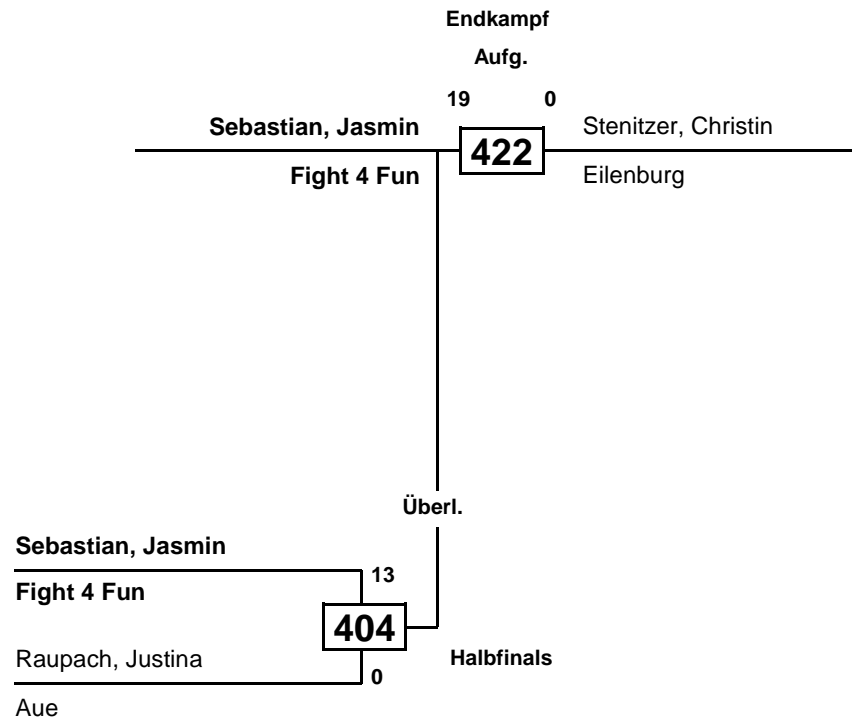 Endkampf
Aufg.
19 0
Sebastian, Jasmin 422 Stenitzer, Christin
Fight 4 Fun Eilenburg
Überl.
Sebastian, Jasmin
13
Fight 4 Fun
404
Raupach, Justina Halbfinals
0
Aue